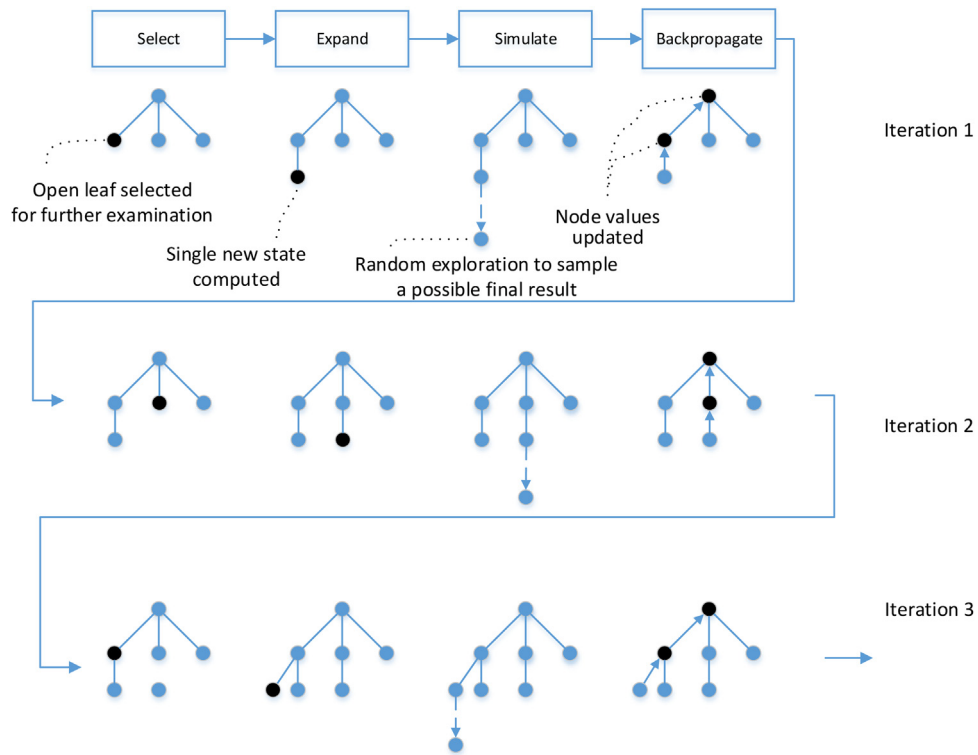 Select
Expand
Simulate
Backpropagate
Iteration 1
Open leaf selected
for further examination
Single new state
computed
Random exploration to sample
a possible final result
Node values
updated
Iteration 2
Iteration 3